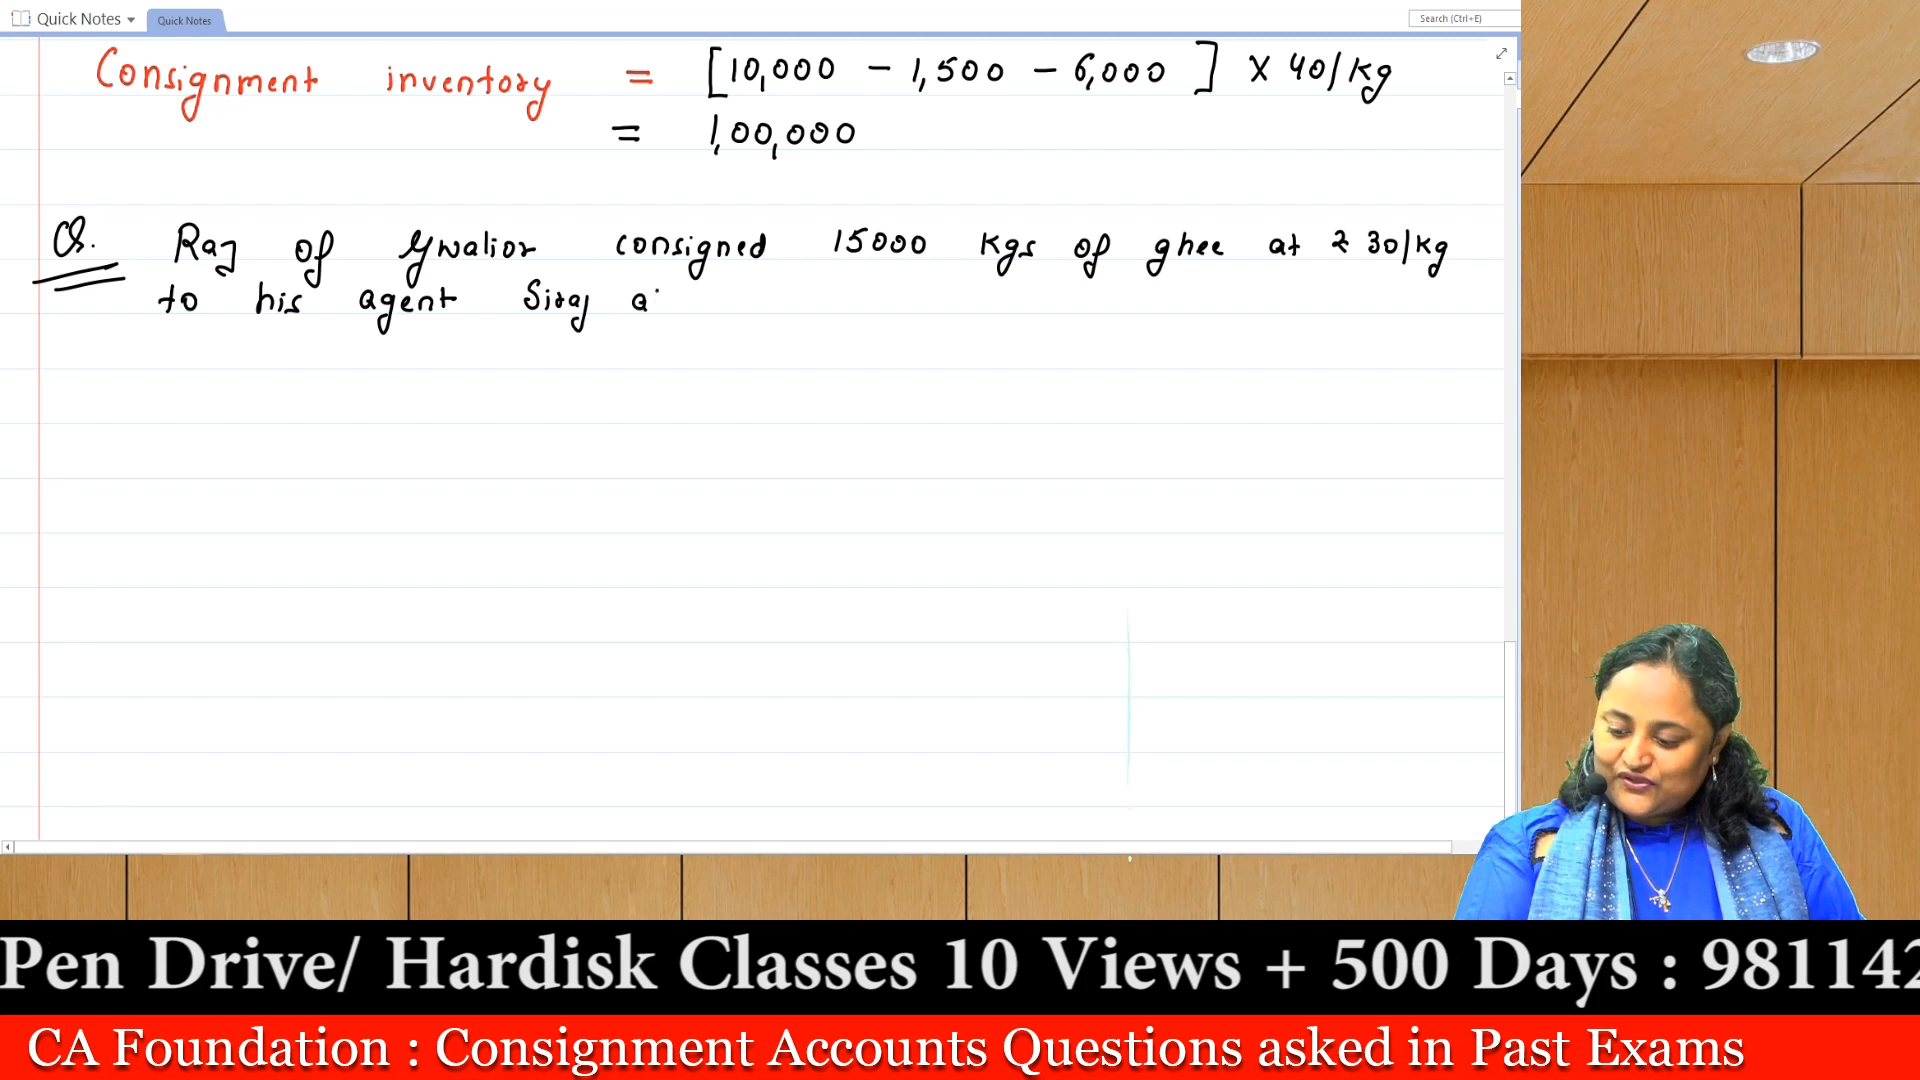 Quick Notes
Quick Notes
Search (Ctrl+E)
Consignment inventory = [10,000 - 1,500 - 6,000] × 40/kg
= 1,00,000
Q. Raj of Gwalior consigned 15000 kgs of ghee at ₹ 30/kg
to his agent Siraj a
Pen Drive/ Hardisk Classes 10 Views + 500 Days : 981142
CA Foundation : Consignment Accounts Questions asked in Past Exams